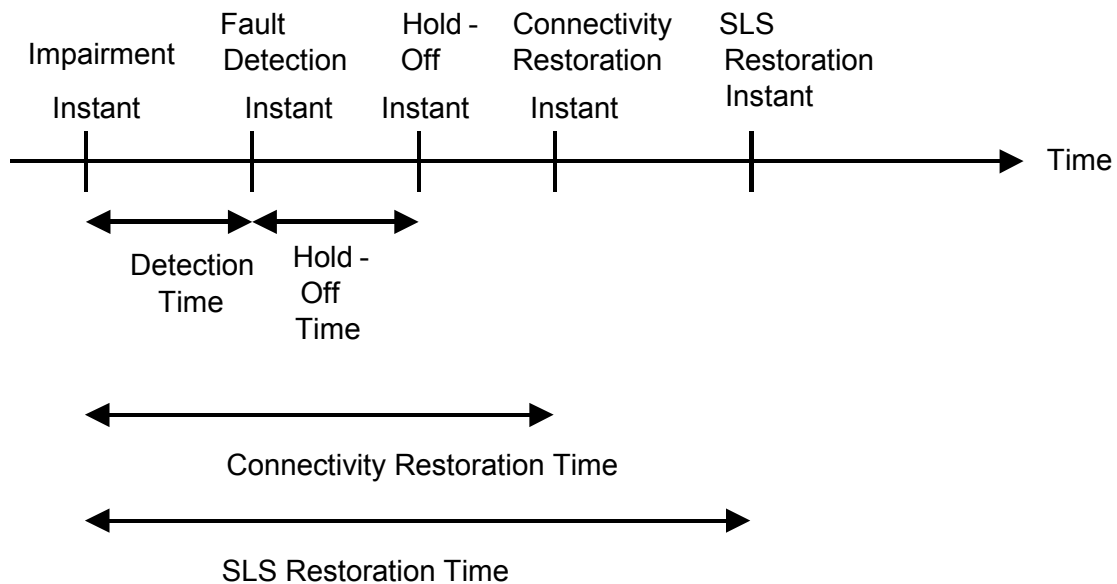 Impairment
Instant
Fault
Detection
Instant
Hold -
Off
Instant
Connectivity
Restoration
Instant
SLS
Restoration
Instant
Time
Detection
Time
Hold -
Off
Time
Connectivity Restoration Time
SLS Restoration Time